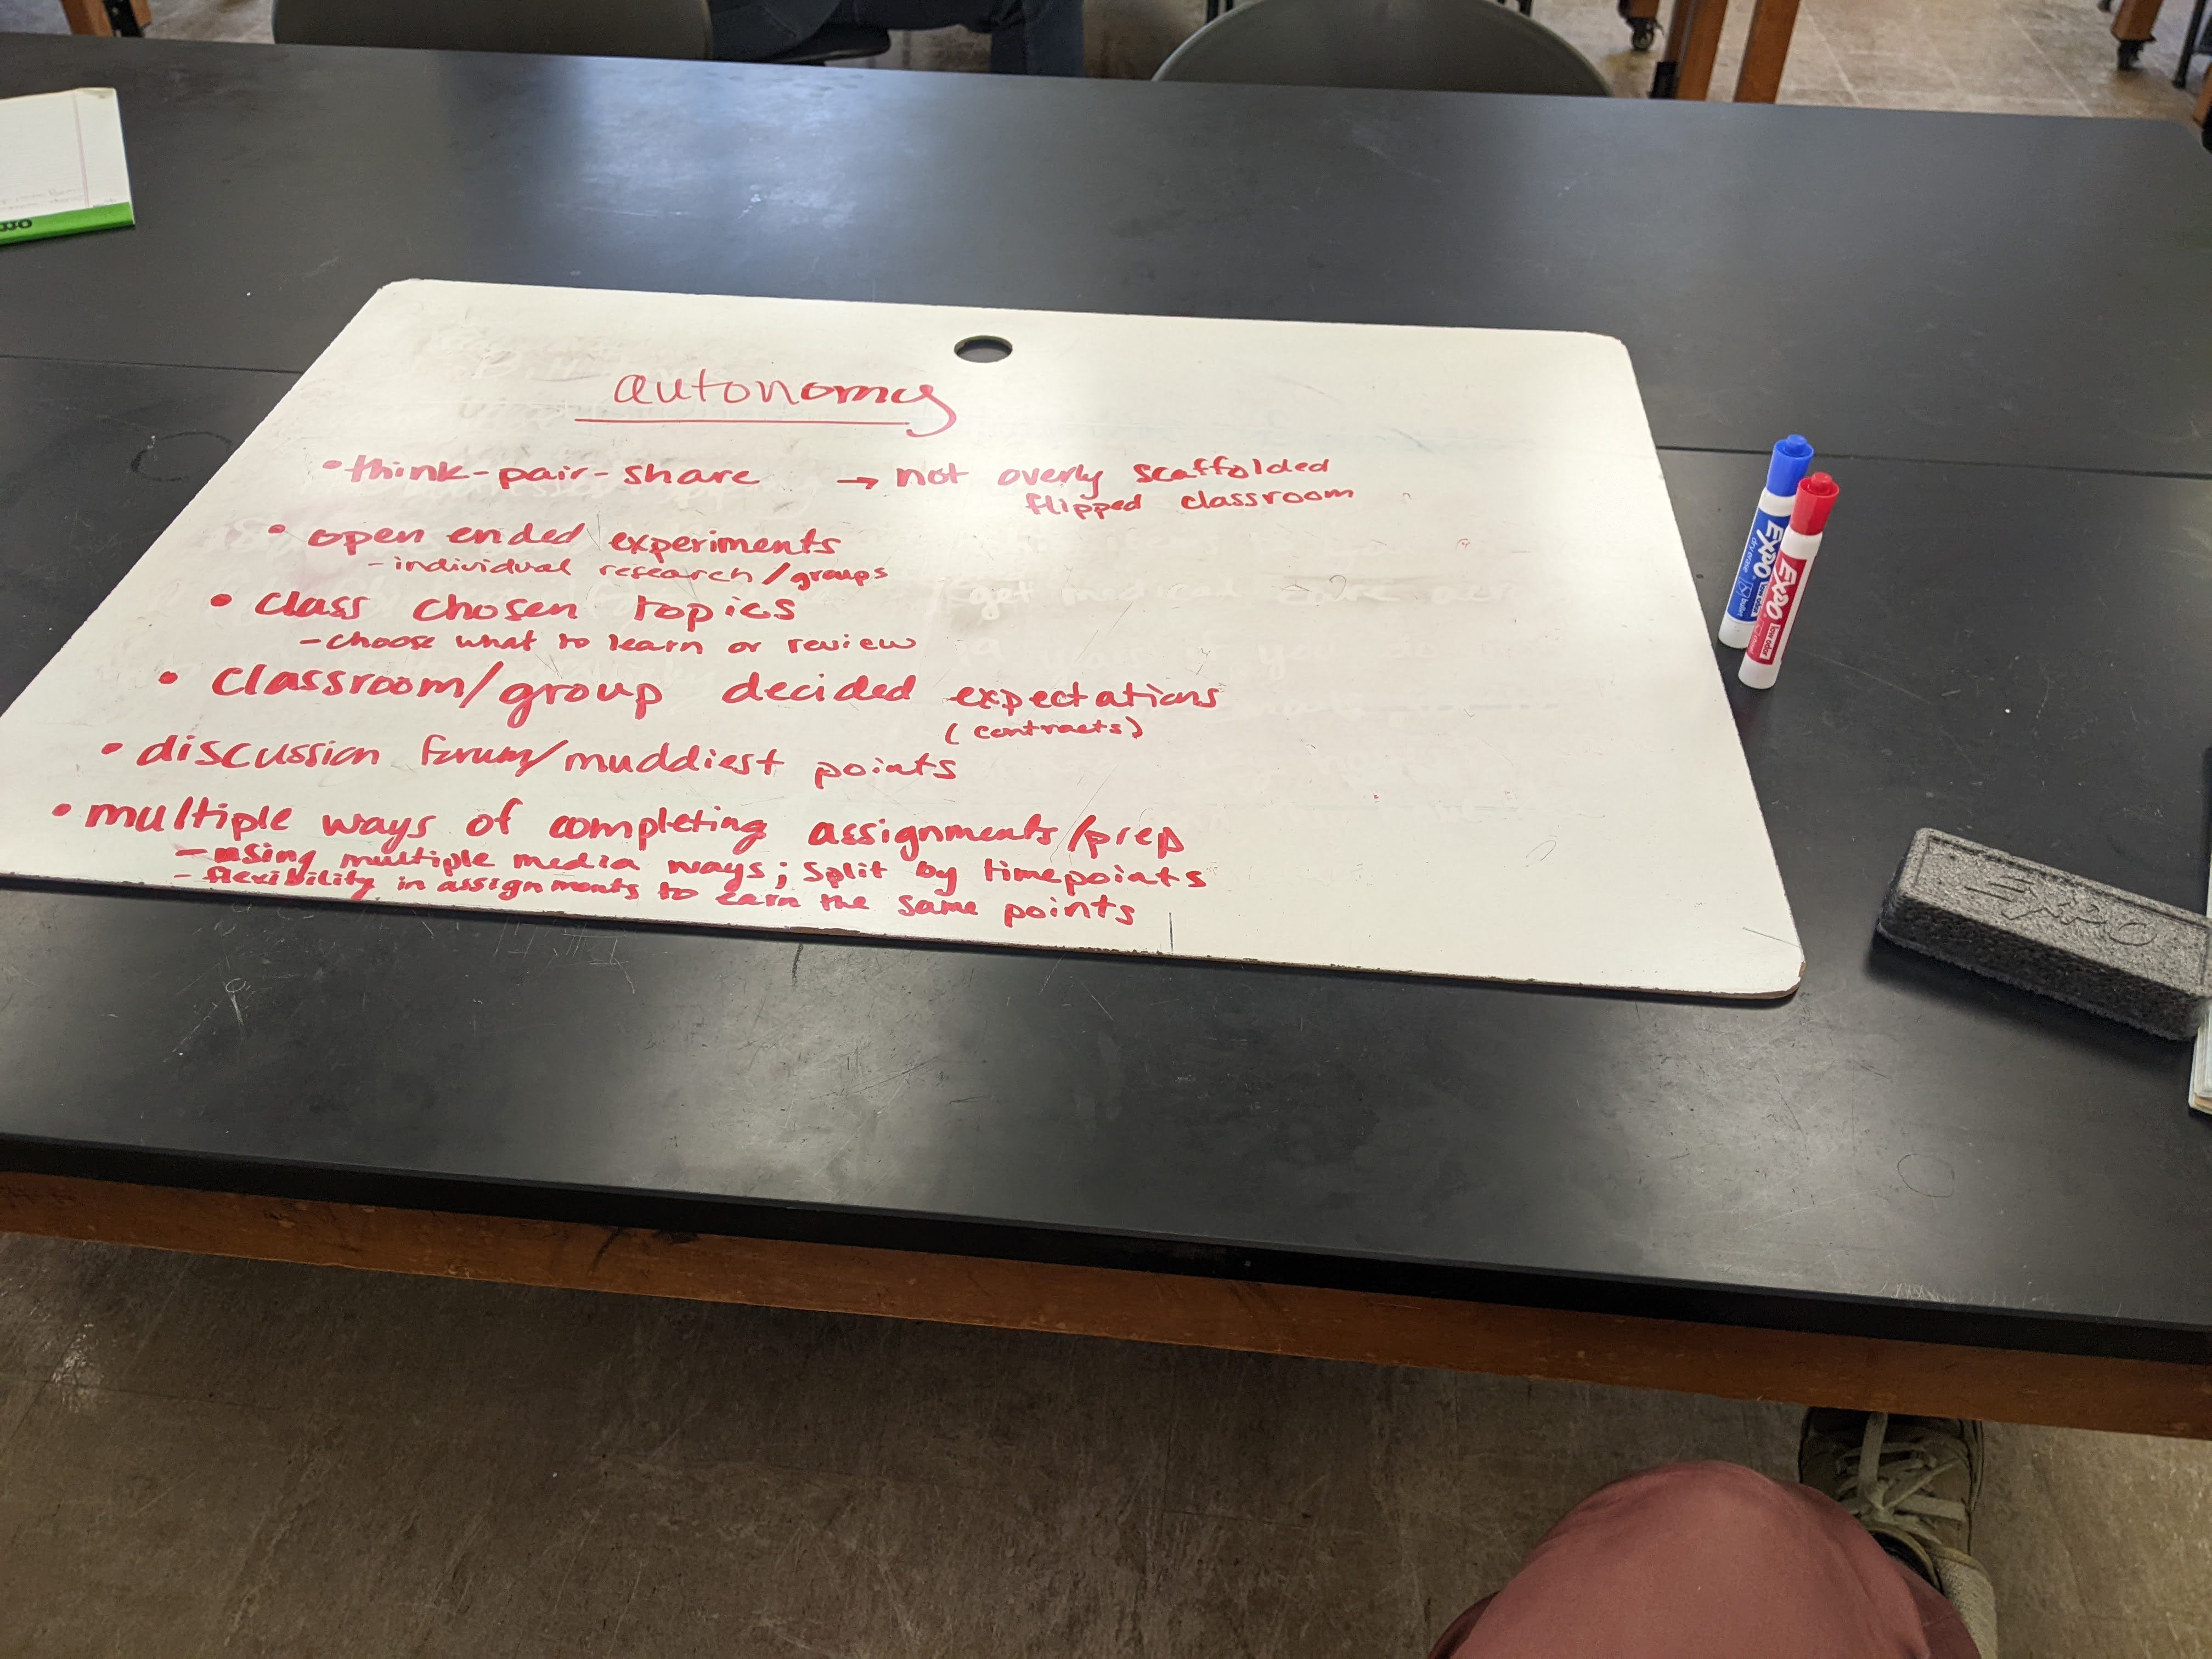 autonomy
• think-pair-share → not overly scaffolded
flipped classroom
• open ended experiments
- individual research/groups
• class chosen topics
- choose what to learn or review
• classroom/group decided expectations
(contracts)
• discussion forum/muddiest points
• multiple ways of completing assignments/prep
- using multiple media ways; split by timepoints
- flexibility in assignments to earn the same points
EXPO
EXPO
EXPO